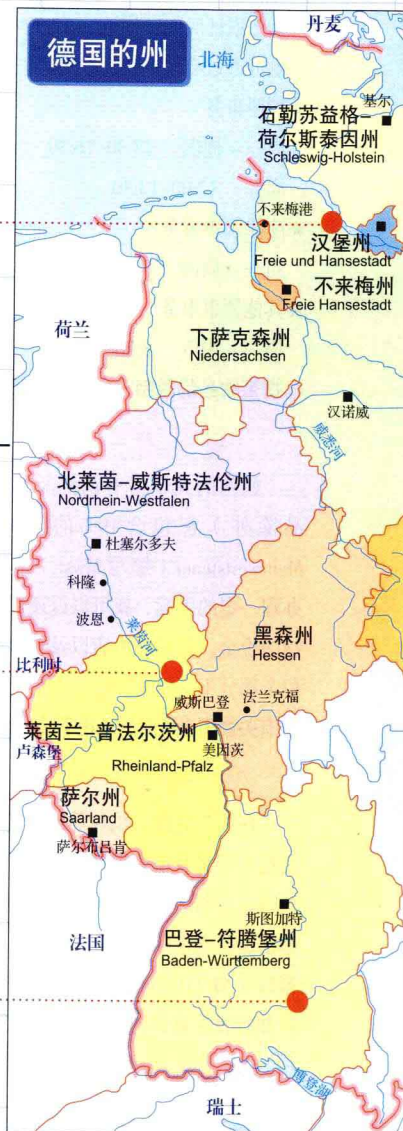 德国的州
丹麦
北海
基尔
石勒苏益格–
荷尔斯泰因州
Schleswig-Holstein
不来梅港
汉堡州
Freie und Hansestadt
不来梅州
Freie Hansestadt
荷兰
下萨克森州
Niedersachsen
汉诺威
威悉河
北莱茵–威斯特法伦州
Nordrhein-Westfalen
杜塞尔多夫
科隆
波恩
莱茵河
黑森州
Hessen
比利时
威斯巴登
法兰克福
莱茵兰–普法尔茨州
美因茨
卢森堡
Rheinland-Pfalz
萨尔州
Saarland
萨尔布吕肯
斯图加特
法国
巴登–符腾堡州
Baden-Württemberg
博登湖
瑞士